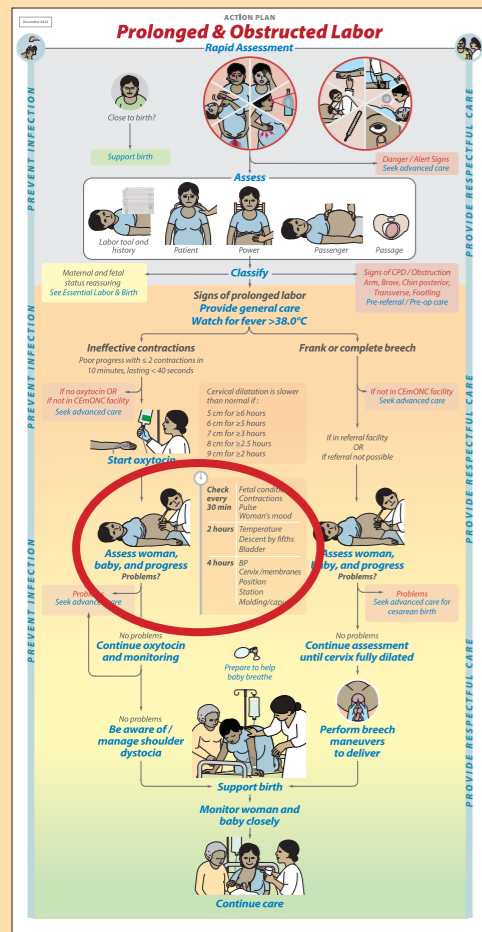 December 2023
ACTION PLAN
Prolonged & Obstructed Labor
Rapid Assessment
PREVENT INFECTION
PROVIDE RESPECTFUL CARE
Close to birth?
Support birth
Danger / Alert Signs
Seek advanced care
Assess
Labor tool and
history
Patient
Power
Passenger
Passage
Maternal and fetal
status reassuring
See Essential Labor & Birth
Classify
Signs of CPD / Obstruction
Arm, Brow, Chin posterior,
Transverse, Footling
Pre-referral / Pre-op care
Signs of prolonged labor
Provide general care
Watch for fever >38.0°C
PREVENT INFECTION
PROVIDE RESPECTFUL CARE
Ineffective contractions
Poor progress with ≤ 2 contractions in
10 minutes, lasting < 40 seconds
Frank or complete breech
If no oxytocin OR
if not in CEmONC facility
Seek advanced care
Cervical dilatation is slower
than normal if :
5 cm for ≥6 hours
6 cm for ≥5 hours
7 cm for ≥3 hours
8 cm for ≥2.5 hours
9 cm for ≥2 hours
If not in CEmONC facility
Seek advanced care
If in referral facility
OR
If referral not possible
Start oxytocin
Check
every
30 min
Fetal condition
Contractions
Pulse
Woman's mood
2 hours
Temperature
Descent by fifths
Bladder
4 hours
BP
Cervix/membranes
Position
Station
Molding/caput
Assess woman,
baby, and progress
Problems?
Assess woman,
baby, and progress
Problems?
PREVENT INFECTION
PROVIDE RESPECTFUL CARE
Problems
Seek advanced care
Problems
Seek advanced care for
cesarean birth
No problems
Continue oxytocin
and monitoring
No problems
Continue assessment
until cervix fully dilated
Prepare to help
baby breathe
No problems
Be aware of /
manage shoulder
dystocia
Perform breech
maneuvers
to deliver
Support birth
Monitor woman and
baby closely
Continue care